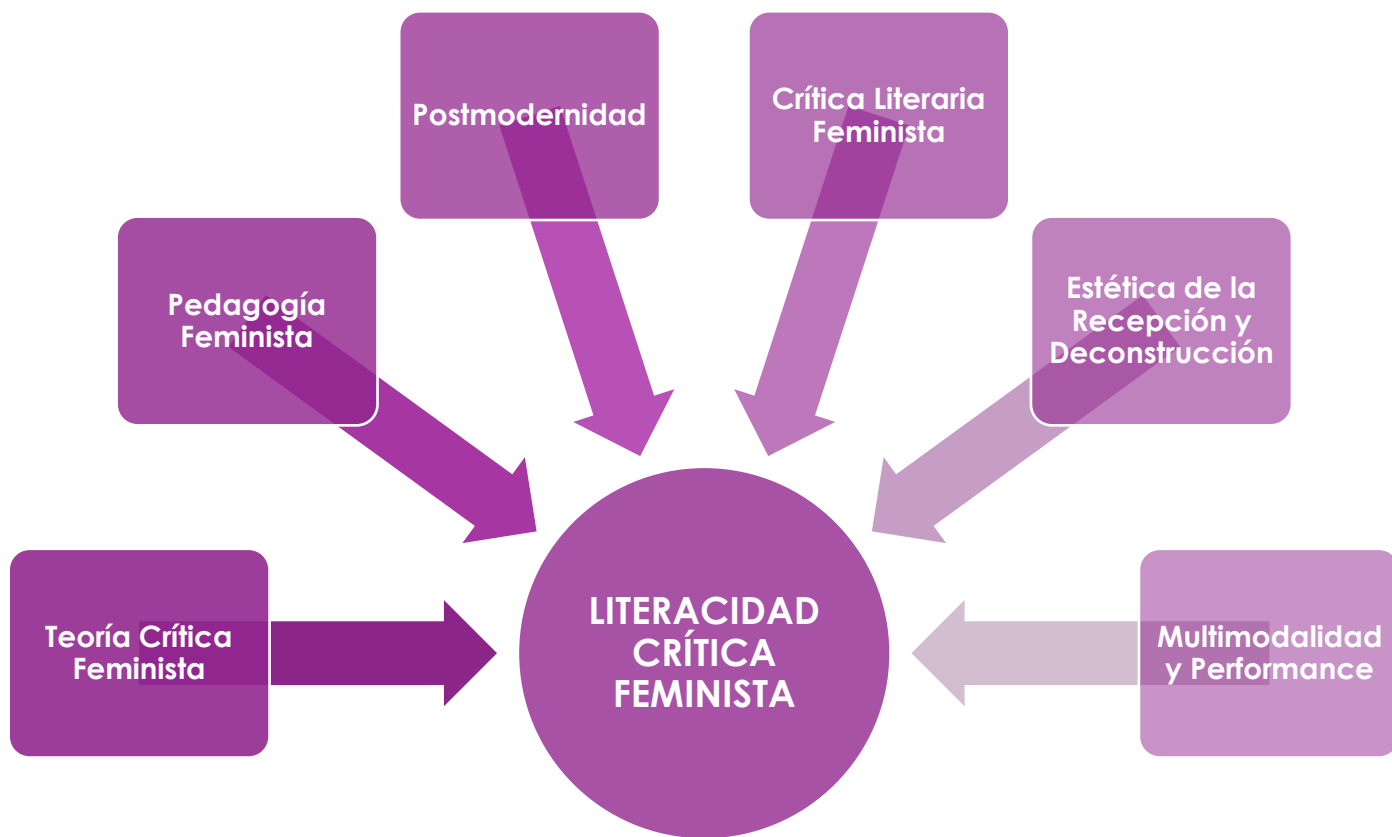 Postmodernidad
Crítica Literaria
Feminista
Pedagogía
Feminista
Estética de la
Recepción y
Deconstrucción
Teoría Crítica
Feminista
LITERACIDAD
CRÍTICA
FEMINISTA
Multimodalidad
y Performance